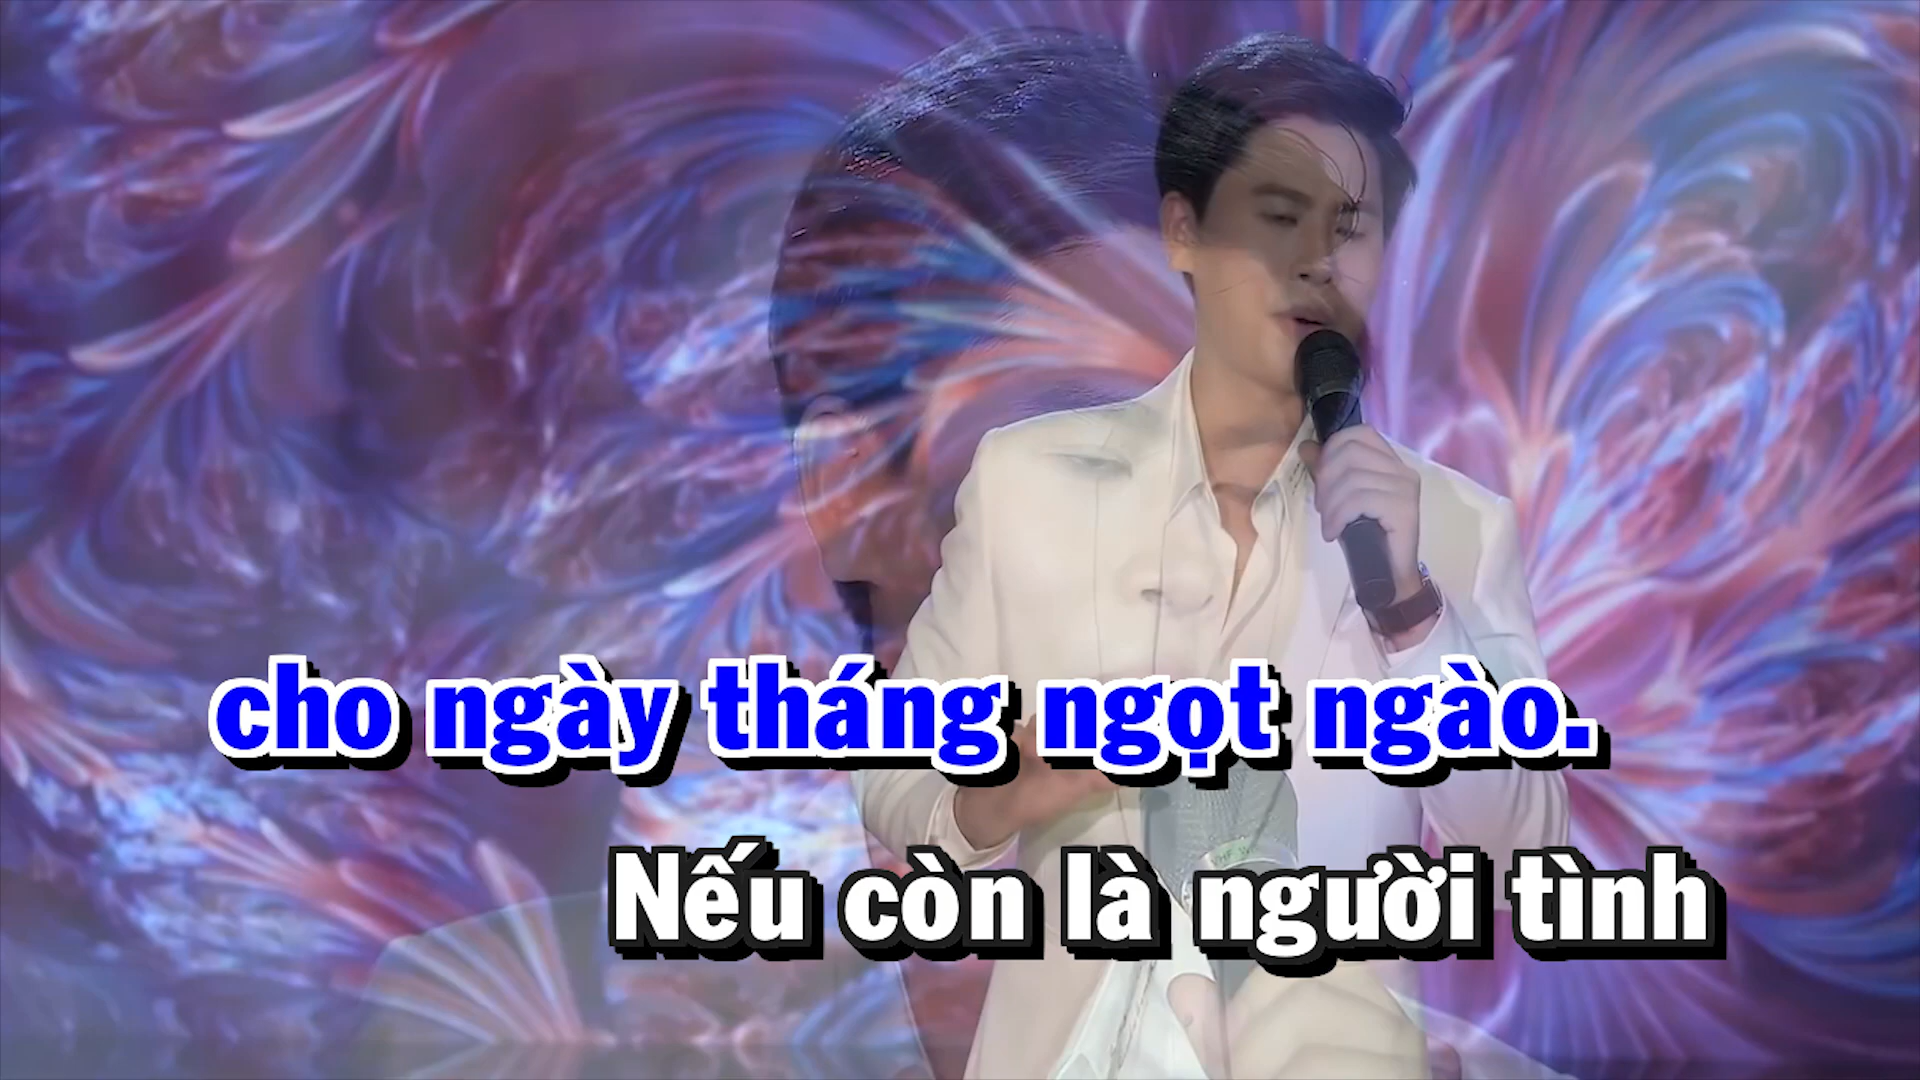 cho ngày tháng ngọt ngào.
Nếu còn là người tình